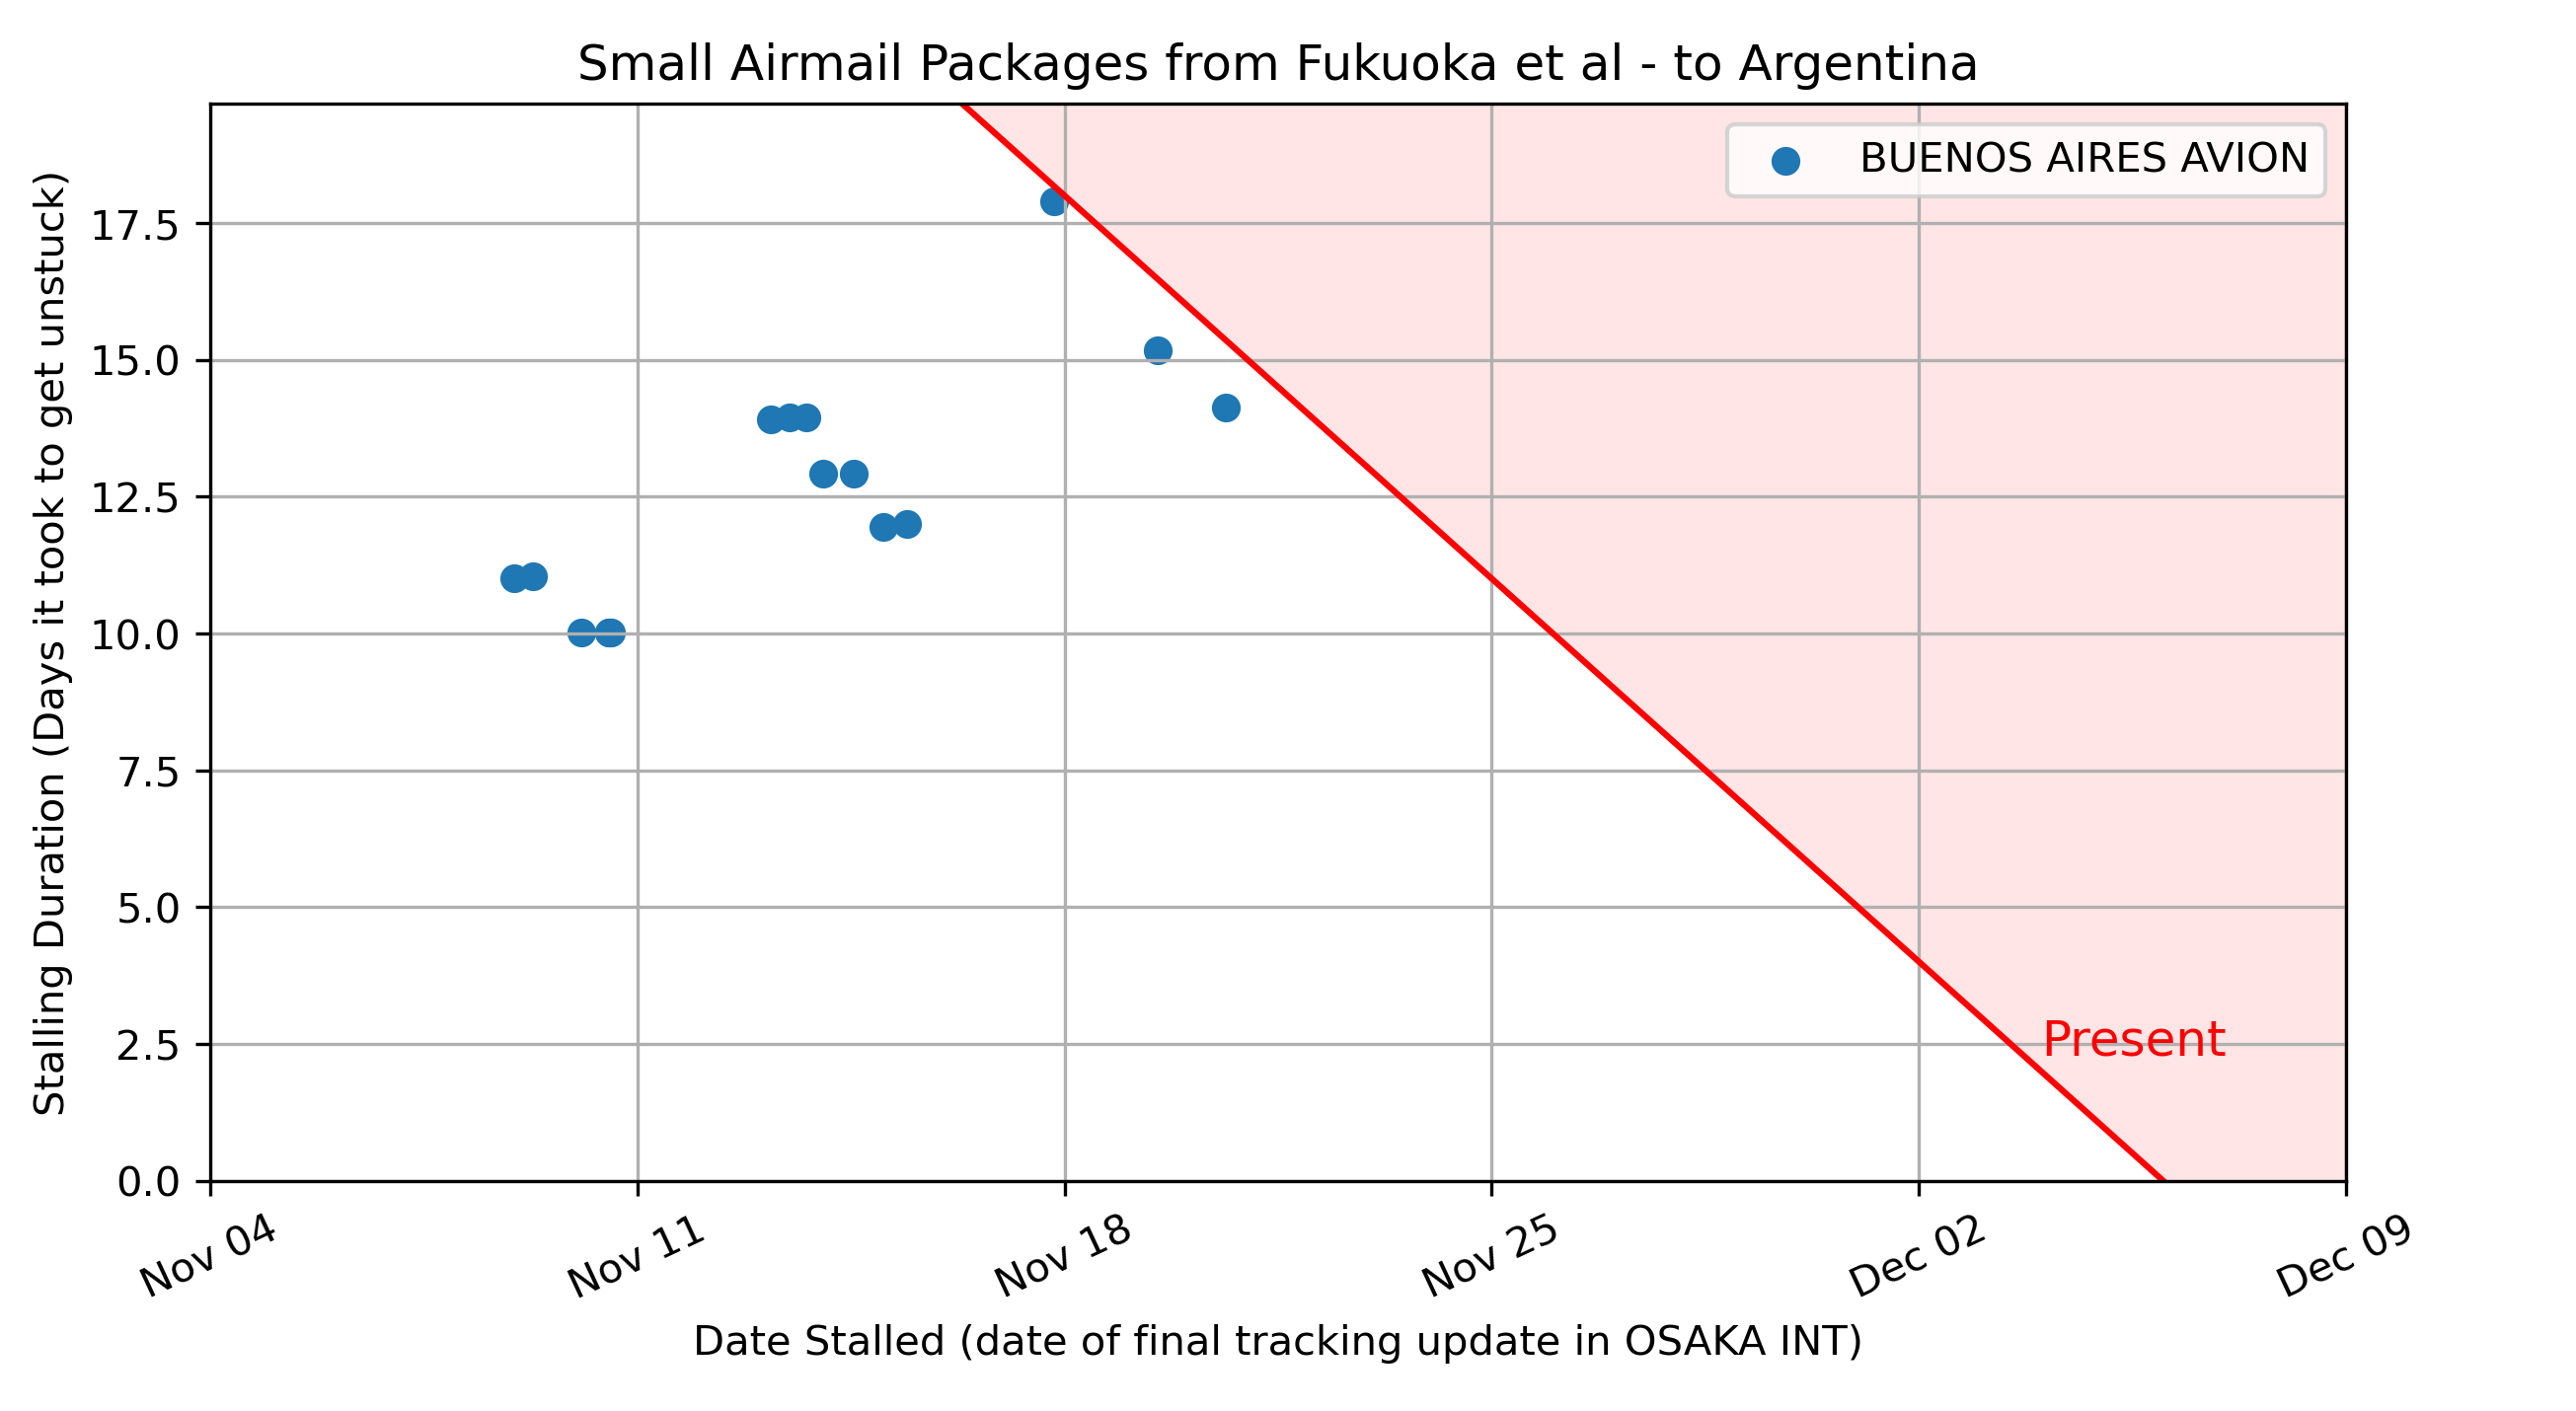 Small Airmail Packages from Fukuoka et al - to Argentina
BUENOS AIRES AVION
Stalling Duration (Days it took to get unstuck)
17.5
15.0
12.5
10.0
7.5
5.0
2.5
0.0
Present
Nov 04
Nov 11
Nov 18
Nov 25
Dec 02
Dec 09
Date Stalled (date of final tracking update in OSAKA INT)